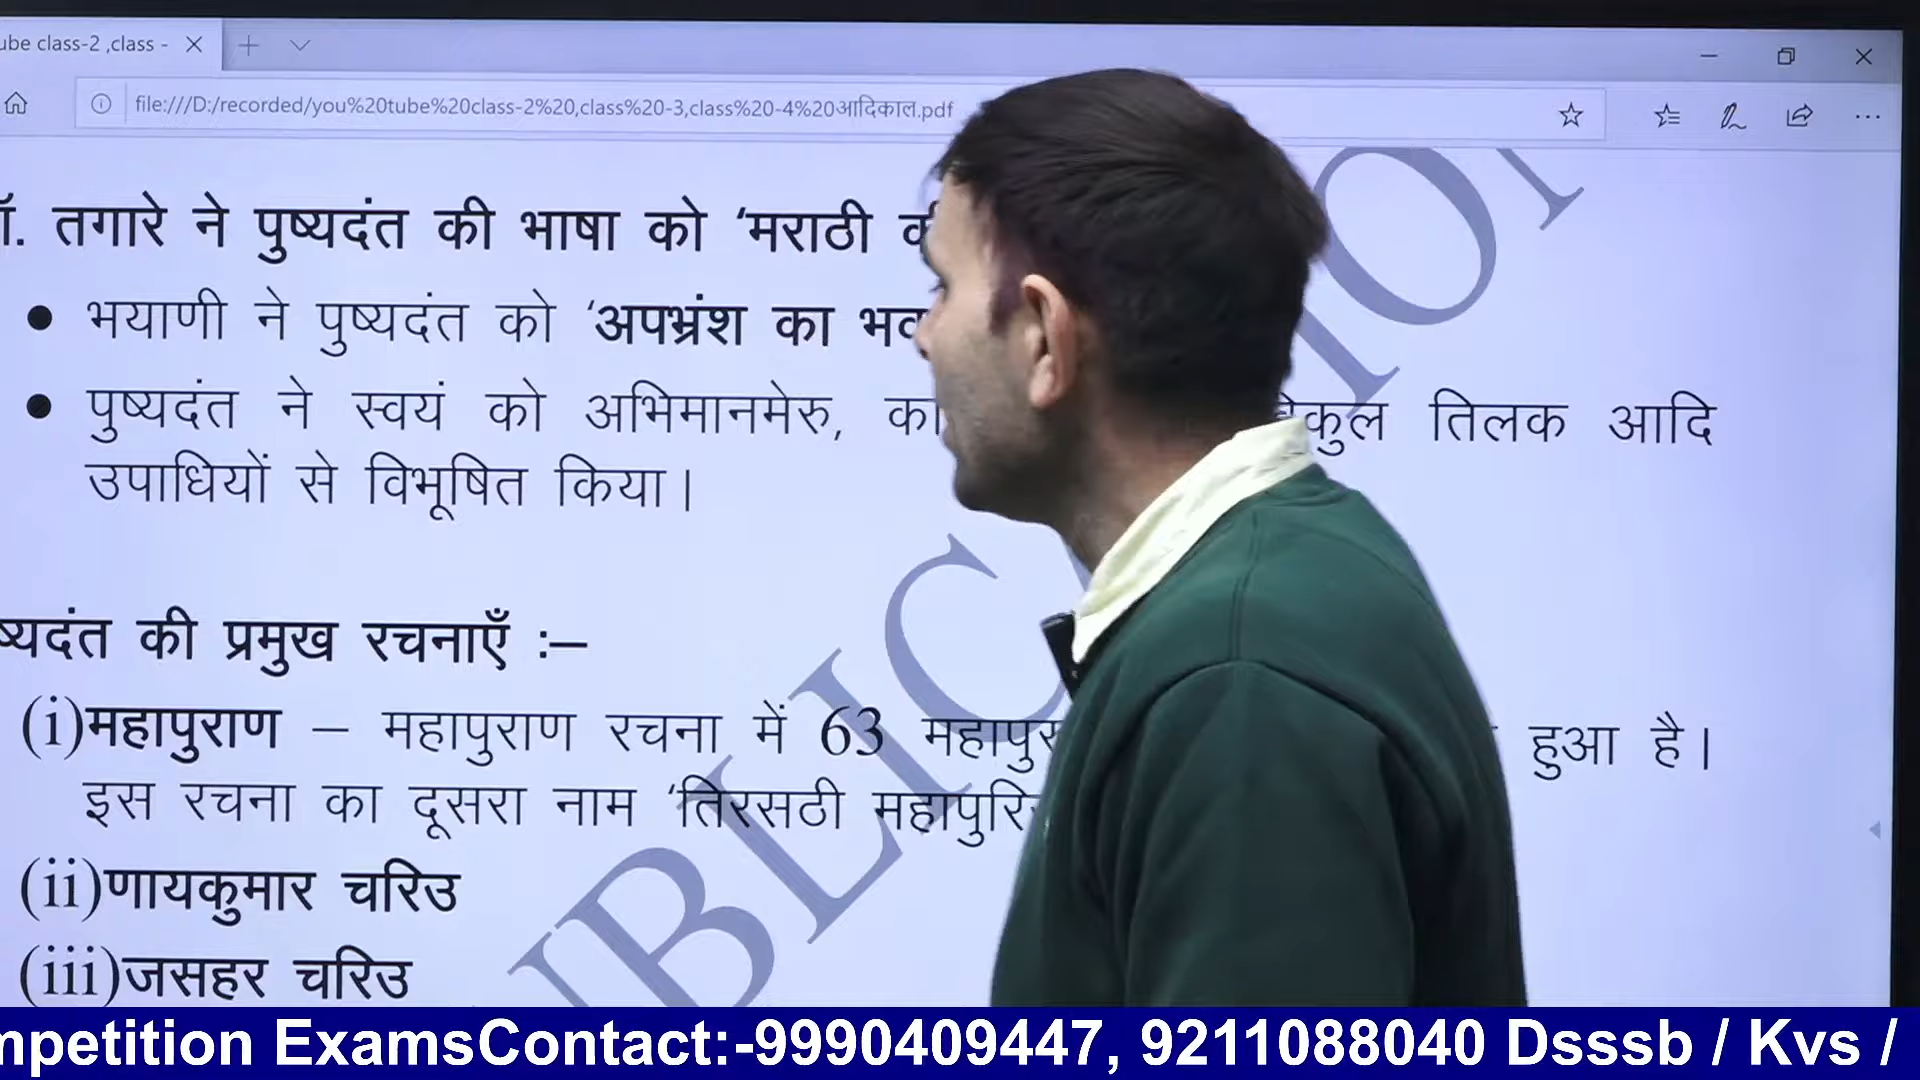 ube class-2 ,class -
file:///D:/recorded/you%20tube%20class-2%20,class%20-3,class%20-4%20आदिकाल.pdf
तगारे ने पुष्यदंत की भाषा को ‘मराठी
• भयाणी ने पुष्यदंत को ‘अपभ्रंश का
• पुष्यदंत ने स्वयं को अभिमानमेरु, तिलक आदि
उपाधियों से विभूषित किया।
ष्यदंत की प्रमुख रचनाएँ :–
(i)महापुराण – महापुराण रचना में 63 हुआ है।
इस रचना का दूसरा नाम ‘तिरसठी
(ii)णायकुमार चरिउ
(iii)जसहर चरिउ
mpetition ExamsContact:-9990409447, 9211088040 Dsssb / Kvs /